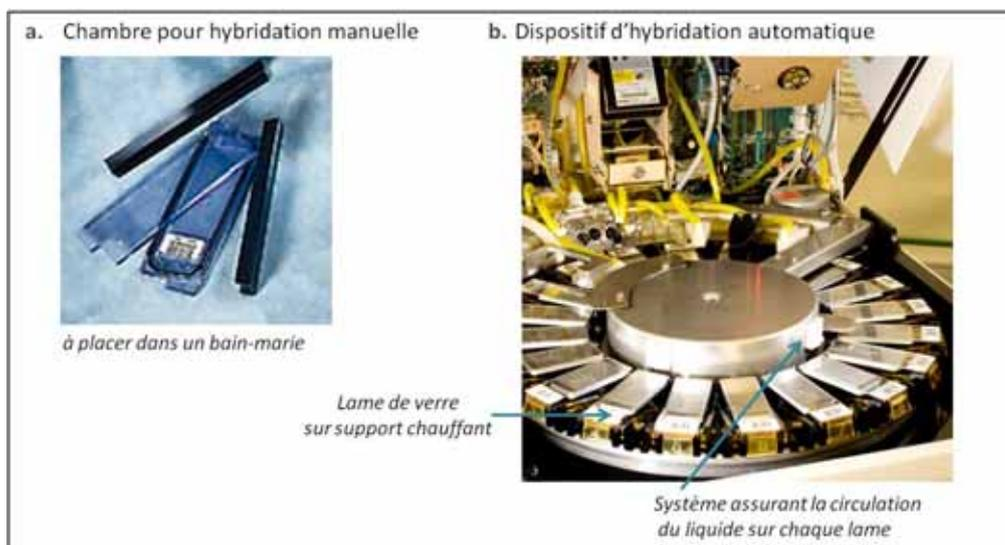 a. Chambre pour hybridation manuelle
b. Dispositif d'hybridation automatique
à placer dans un bain-marie
Lame de verre
sur support chauffant
Système assurant la circulation
du liquide sur chaque lame